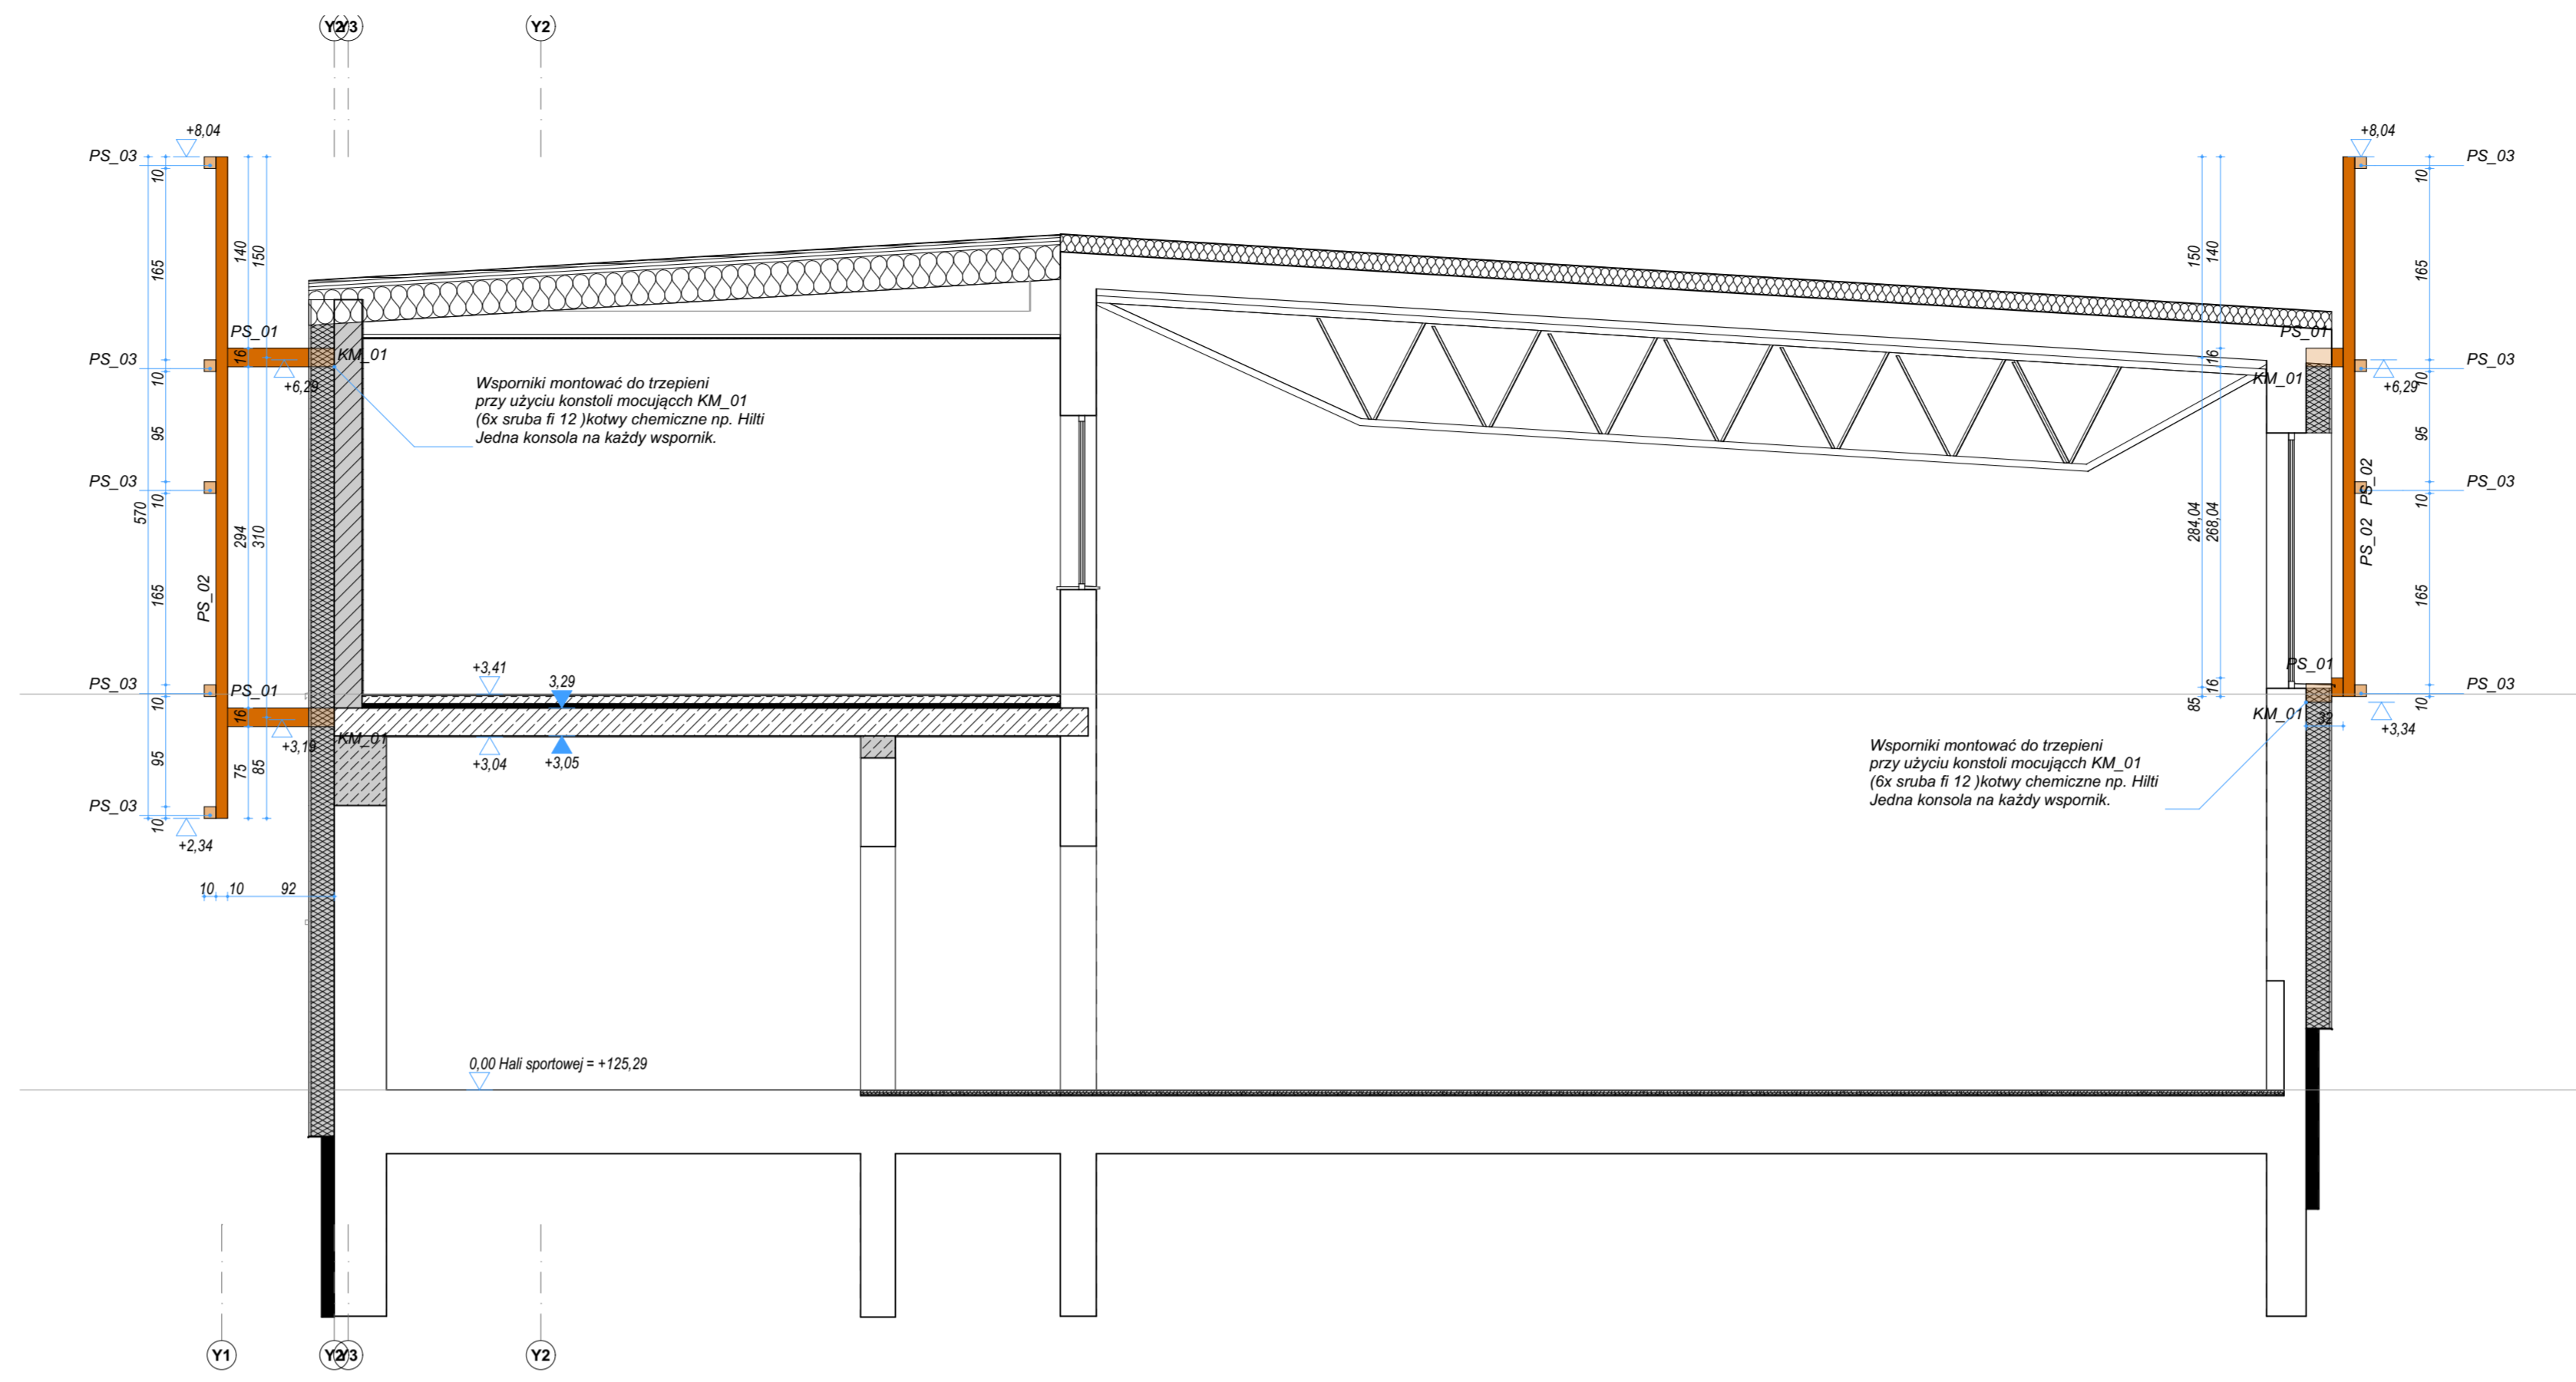 Y2 Y3 Y2
+8,04 +8,04
PS_03 PS_03
10 10
140 150 150 140
165 165
PS_01 PS_01
16 KM_01 16
PS_03 PS_03
10 +6,29 KM_01 +6,29 10
Wsporniki montować do trzepieni
przy użyciu konstoli mocującch KM_01
(6x sruba fi 12 )kotwy chemiczne np. Hilti
Jedna konsola na każdy wspornik.
95 95
PS_03 PS_02 PS_03
10 10
570 294 310 284,04 268,04
PS_02
165 PS_02 165
+3,41
3,29
PS_03 PS_01 PS_01 PS_03
10 16 85 16 10
KM_01 32
+3,19 KM_01 +3,34
+3,04 +3,05
95 75 85
Wsporniki montować do trzepieni
przy użyciu konstoli mocującch KM_01
(6x sruba fi 12 )kotwy chemiczne np. Hilti
Jedna konsola na każdy wspornik.
PS_03
10
+2,34
10 10 92
0,00 Hali sportowej = +125,29
Y1 Y2 Y3 Y2